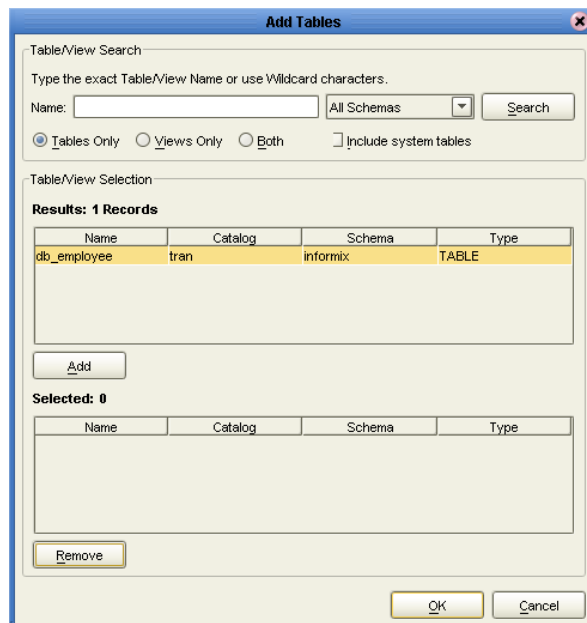 Add Tables
Table/View Search
Type the exact Table/View Name or use Wildcard characters.
Name: All Schemas Search
Tables Only Views Only Both Include system tables
Table/View Selection
Results: 1 Records
Name Catalog Schema Type
db_employee tran informix TABLE
Add
Selected: 0
Name Catalog Schema Type
Remove
OK Cancel